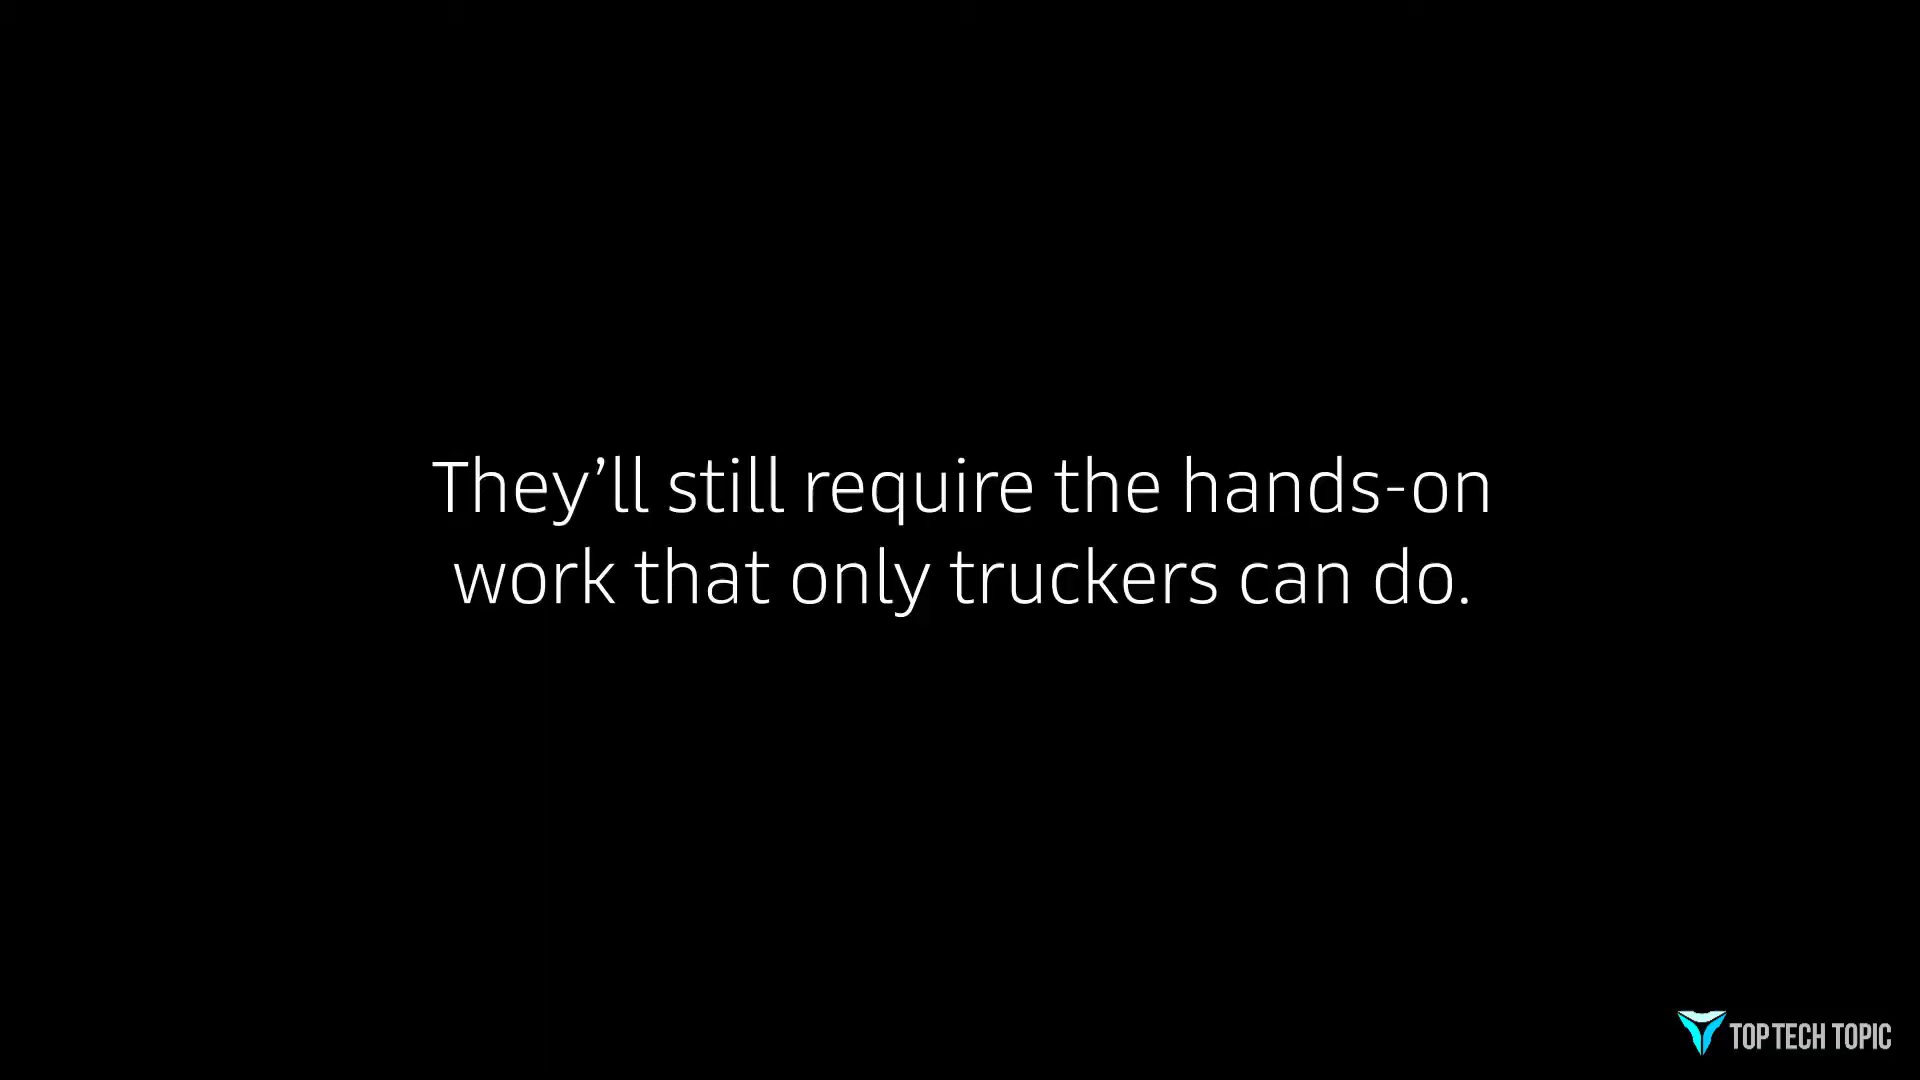 They’ll still require the hands-on
work that only truckers can do.
TOP TECH TOPIC